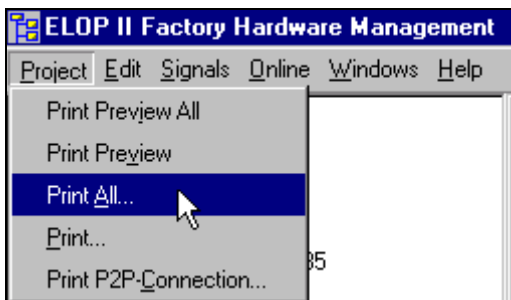 ELOP II Factory Hardware Management
Project Edit Signals Online Windows Help
Print Preview All
Print Preview
Print All...
Print...
Print P2P-Connection...